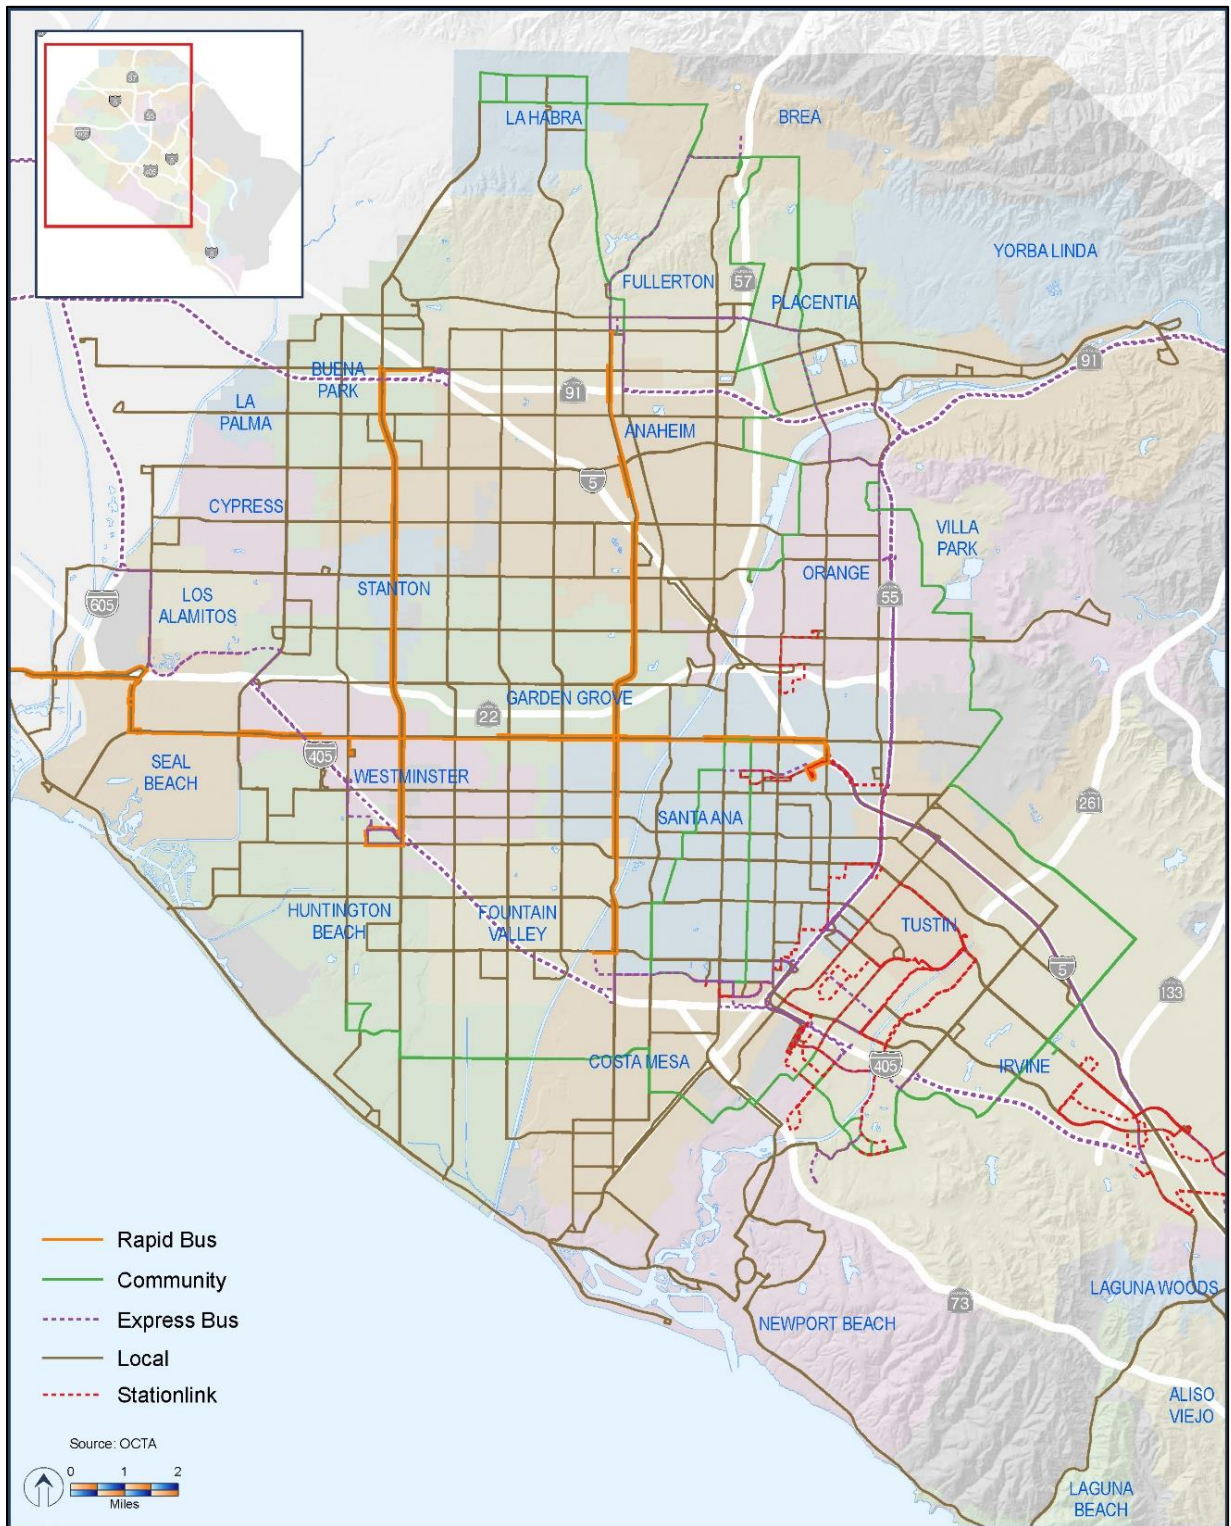 LA HABRA
BREA
YORBA LINDA
FULLERTON
57
PLACENTIA
91
BUENA
PARK
91
LA
PALMA
ANAHEIM
5
CYPRESS
VILLA
PARK
STANTON
ORANGE
605
LOS
ALAMITOS
55
GARDEN GROVE
22
405
SEAL
BEACH
WESTMINSTER
261
SANTA ANA
HUNTINGTON
BEACH
FOUNTAIN
VALLEY
TUSTIN
5
133
COSTA MESA
405
IRVINE
Rapid Bus
Community
Express Bus
Local
Stationlink
LAGUNA WOODS
73
NEWPORT BEACH
ALISO
VIEJO
Source: OCTA
0 1 2
Miles
LAGUNA
BEACH